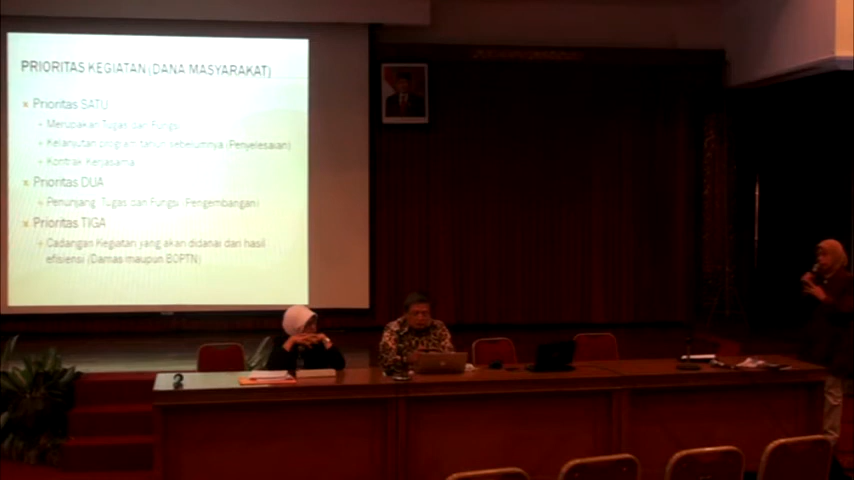 PRIORITAS KEGIATAN (DANA MASYARAKAT)
Prioritas SATU
Merupakan Tugas dan Fungsi
Kelanjutan program tahun sebelumnya (Penyelesaian)
Kontrak Kerjasama
Prioritas DUA
Penunjang Tugas dan Fungsi (Pengembangan)
Prioritas TIGA
Cadangan Kegiatan yang akan didanai dari hasil
efisiensi (Damas maupun BOPTN)